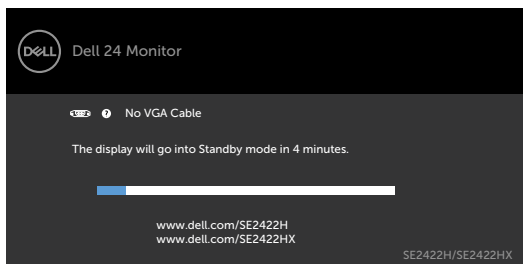 DELL
Dell 24 Monitor
No VGA Cable
The display will go into Standby mode in 4 minutes.
www.dell.com/SE2422H
www.dell.com/SE2422HX
SE2422H/SE2422HX